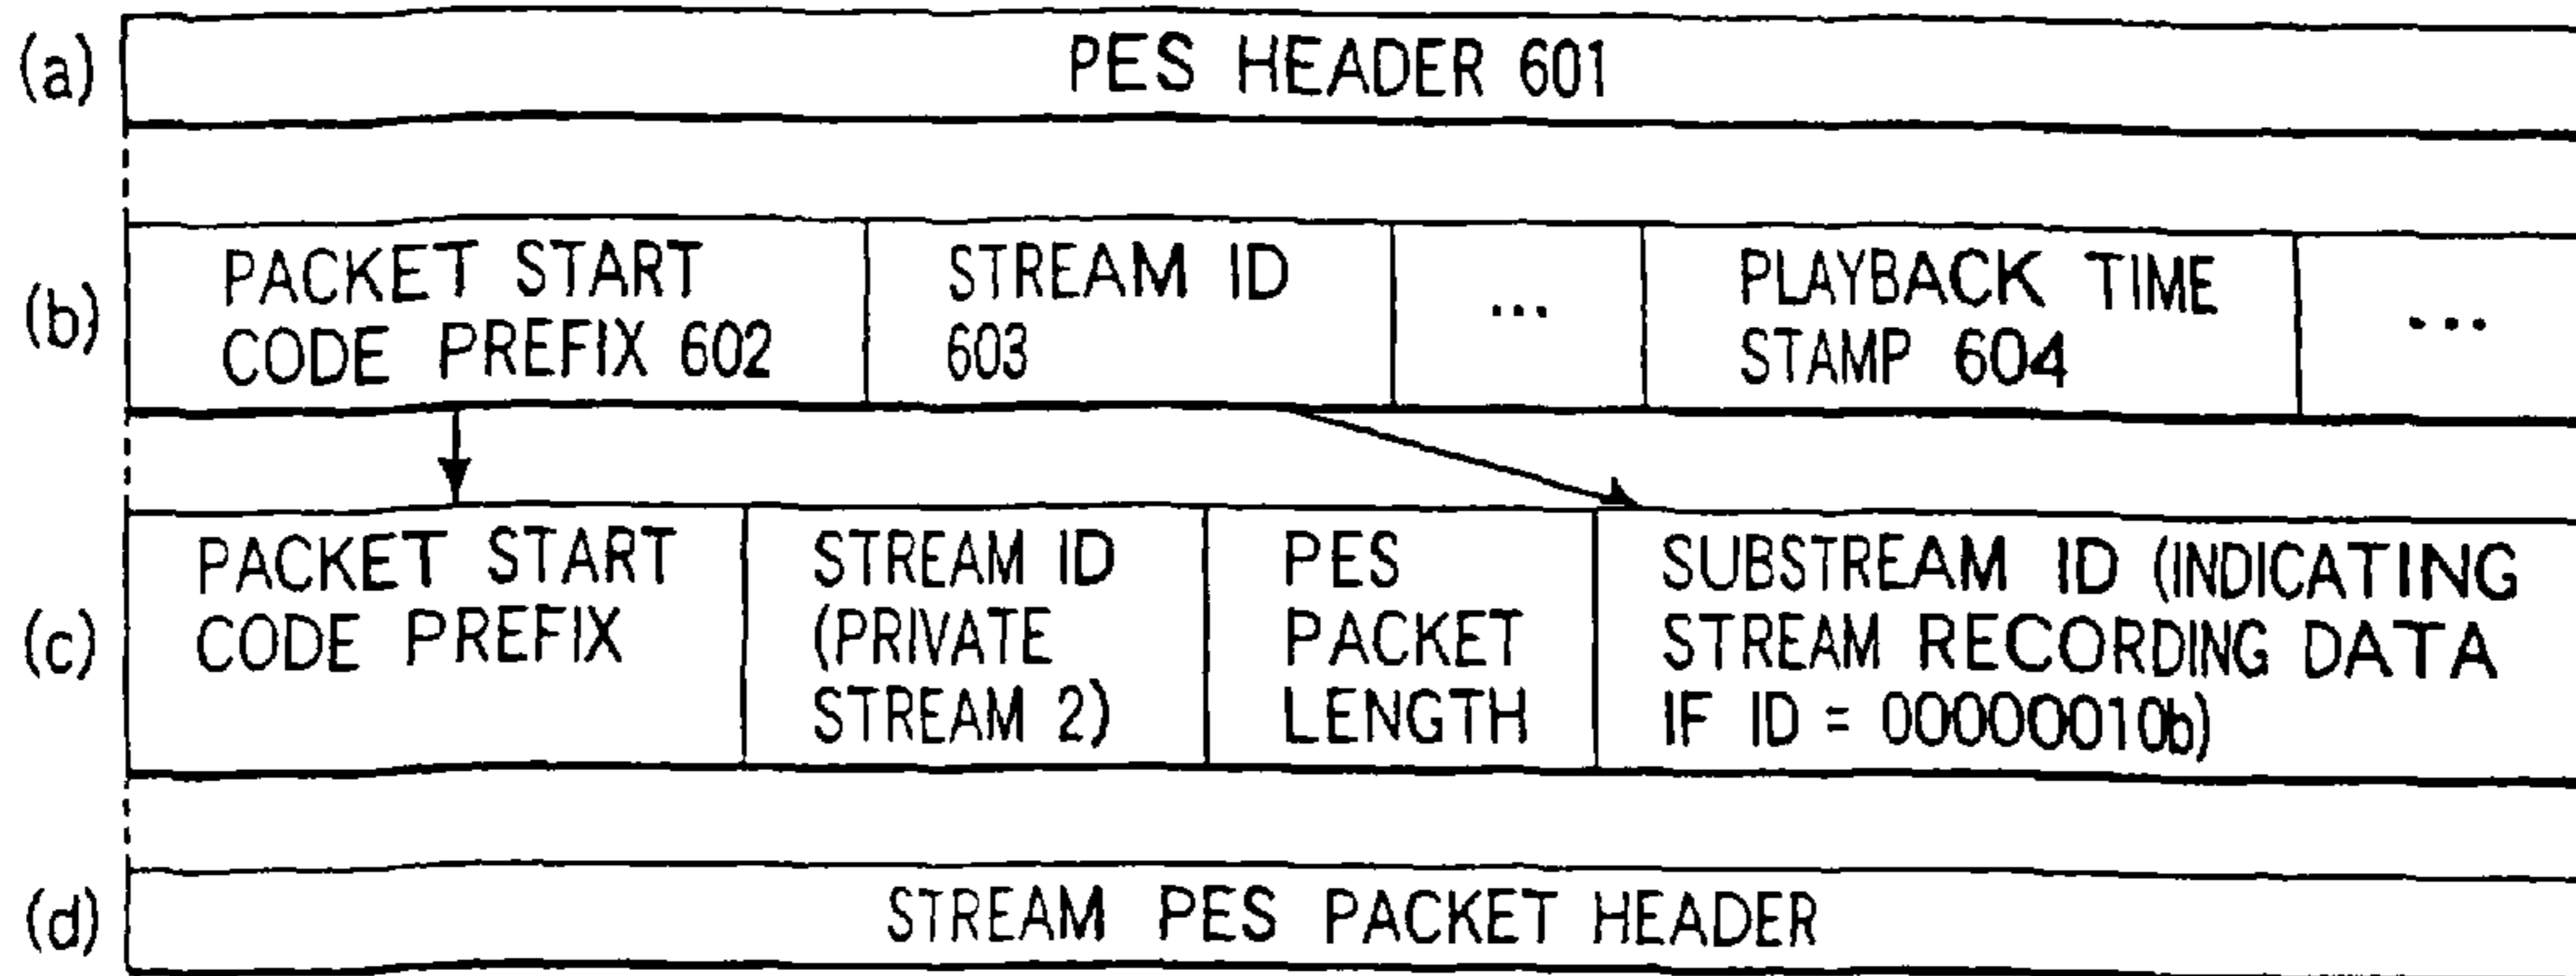 (a) PES HEADER 601
(b) PACKET START CODE PREFIX 602
STREAM ID 603
...
PLAYBACK TIME STAMP 604
...
(c) PACKET START CODE PREFIX
STREAM ID (PRIVATE STREAM 2)
PES PACKET LENGTH
SUBSTREAM ID (INDICATING STREAM RECORDING DATA IF ID = 00000010b)
(d) STREAM PES PACKET HEADER